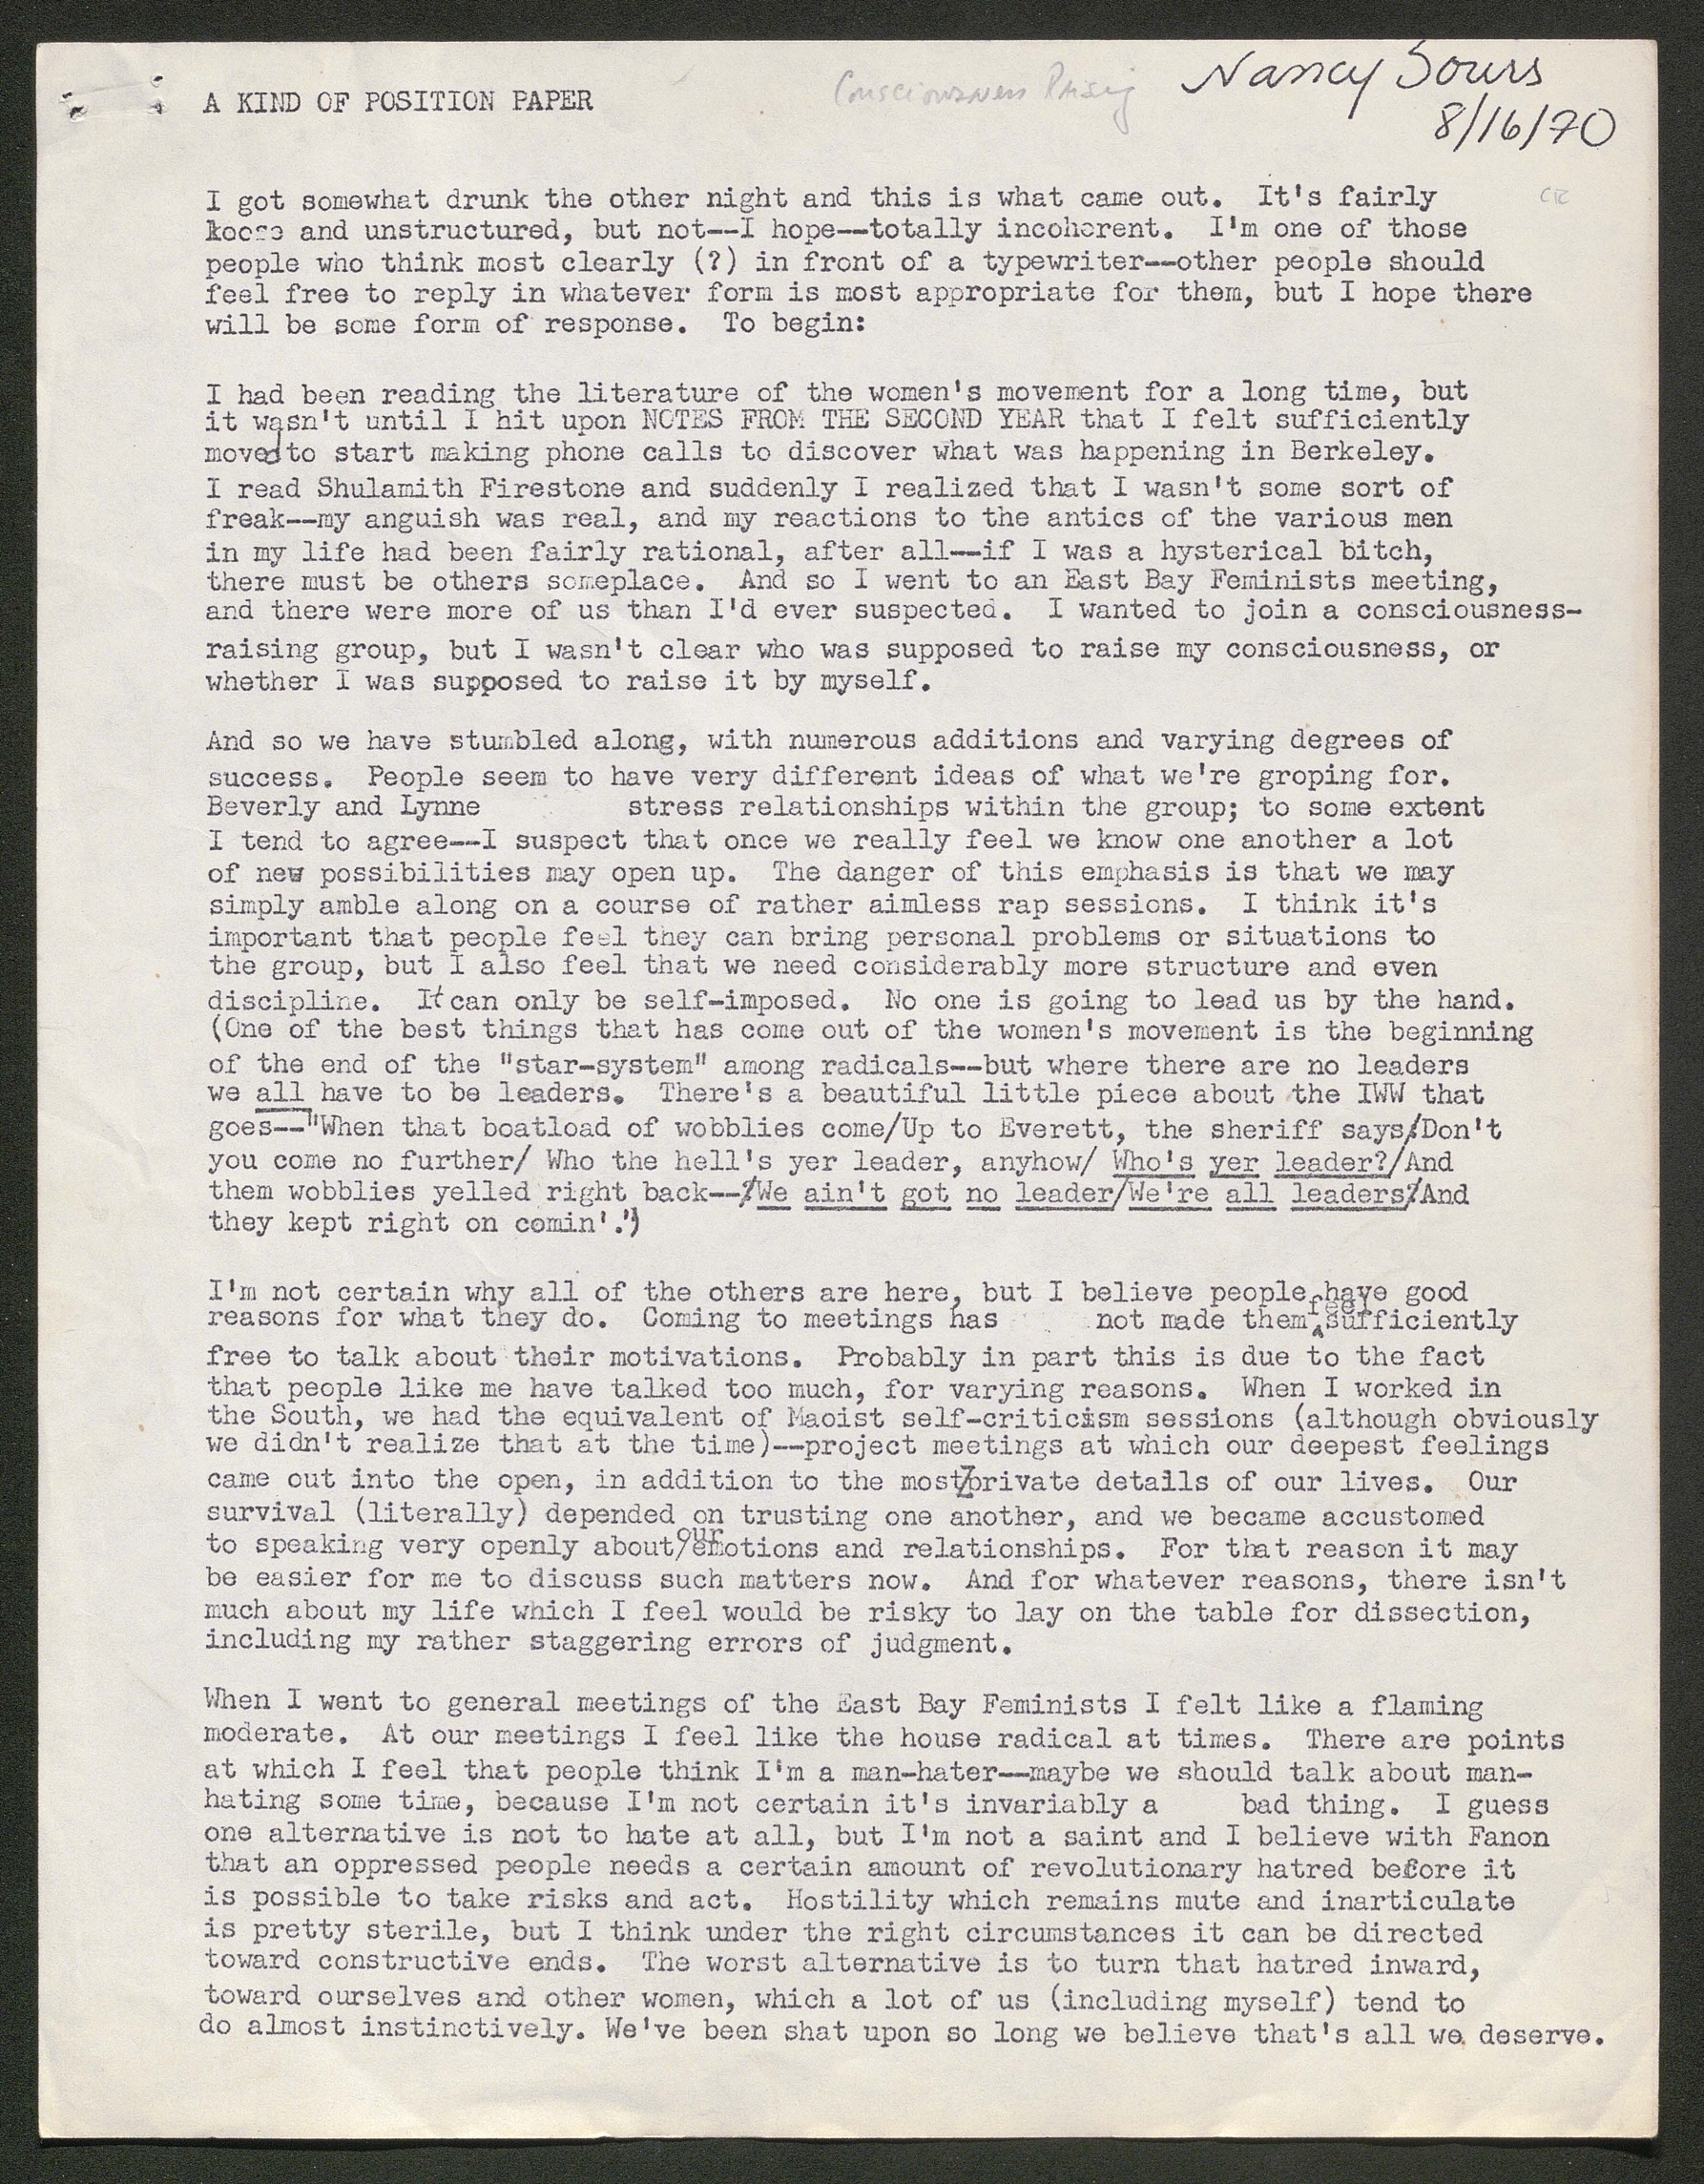 Consciousness Raising
Nancy Sours
8/16/70
A KIND OF POSITION PAPER
CR
I got somewhat drunk the other night and this is what came out. It's fairly
loose and unstructured, but not--I hope--totally incoherent. I'm one of those
people who think most clearly (?) in front of a typewriter--other people should
feel free to reply in whatever form is most appropriate for them, but I hope there
will be some form of response. To begin:
I had been reading the literature of the women's movement for a long time, but
it wasn't until I hit upon NOTES FROM THE SECOND YEAR that I felt sufficiently
moved to start making phone calls to discover what was happening in Berkeley.
I read Shulamith Firestone and suddenly I realized that I wasn't some sort of
freak--my anguish was real, and my reactions to the antics of the various men
in my life had been fairly rational, after all--if I was a hysterical bitch,
there must be others someplace. And so I went to an East Bay Feminists meeting,
and there were more of us than I'd ever suspected. I wanted to join a consciousness-
raising group, but I wasn't clear who was supposed to raise my consciousness, or
whether I was supposed to raise it by myself.
And so we have stumbled along, with numerous additions and varying degrees of
success. People seem to have very different ideas of what we're groping for.
Beverly and Lynne stress relationships within the group; to some extent
I tend to agree--I suspect that once we really feel we know one another a lot
of new possibilities may open up. The danger of this emphasis is that we may
simply amble along on a course of rather aimless rap sessions. I think it's
important that people feel they can bring personal problems or situations to
the group, but I also feel that we need considerably more structure and even
discipline. It can only be self-imposed. No one is going to lead us by the hand.
(One of the best things that has come out of the women's movement is the beginning
of the end of the "star-system" among radicals--but where there are no leaders
we all have to be leaders. There's a beautiful little piece about the IWW that
goes--"When that boatload of wobblies come/Up to Everett, the sheriff says/Don't
you come no further/ Who the hell's yer leader, anyhow/ Who's yer leader?/And
them wobblies yelled right back--/We ain't got no leader/We're all leaders/And
they kept right on comin'.")
I'm not certain why all of the others are here, but I believe people have good
reasons for what they do. Coming to meetings has not made them feel sufficiently
free to talk about their motivations. Probably in part this is due to the fact
that people like me have talked too much, for varying reasons. When I worked in
the South, we had the equivalent of Maoist self-criticism sessions (although obviously
we didn't realize that at the time)--project meetings at which our deepest feelings
came out into the open, in addition to the most/private details of our lives. Our
survival (literally) depended on trusting one another, and we became accustomed
to speaking very openly about/our emotions and relationships. For that reason it may
be easier for me to discuss such matters now. And for whatever reasons, there isn't
much about my life which I feel would be risky to lay on the table for dissection,
including my rather staggering errors of judgment.
When I went to general meetings of the East Bay Feminists I felt like a flaming
moderate. At our meetings I feel like the house radical at times. There are points
at which I feel that people think I'm a man-hater--maybe we should talk about man-
hating some time, because I'm not certain it's invariably a bad thing. I guess
one alternative is not to hate at all, but I'm not a saint and I believe with Fanon
that an oppressed people needs a certain amount of revolutionary hatred before it
is possible to take risks and act. Hostility which remains mute and inarticulate
is pretty sterile, but I think under the right circumstances it can be directed
toward constructive ends. The worst alternative is to turn that hatred inward,
toward ourselves and other women, which a lot of us (including myself) tend to
do almost instinctively. We've been shat upon so long we believe that's all we deserve.